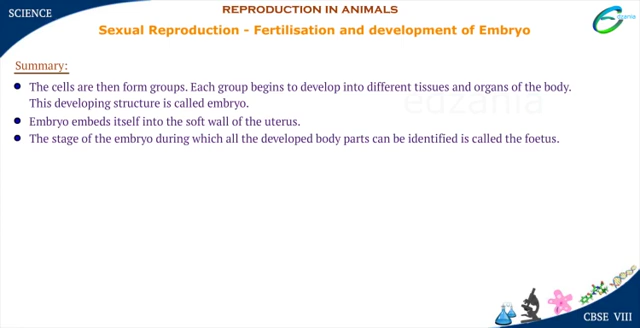 SCIENCE
REPRODUCTION IN ANIMALS
Sexual Reproduction - Fertilisation and development of Embryo
edzania
Summary:
The cells are then form groups. Each group begins to develop into different tissues and organs of the body.
This developing structure is called embryo.
edzania
Embryo embeds itself into the soft wall of the uterus.
The stage of the embryo during which all the developed body parts can be identified is called the foetus.
CBSE VIII